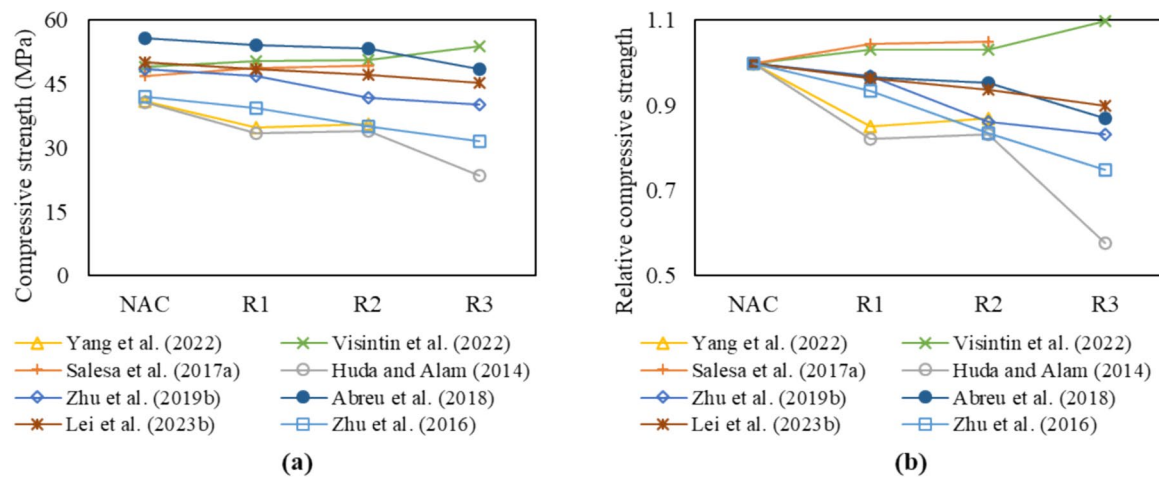 Compressive strength (MPa)
60
45
30
15
0
NAC R1 R2 R3
Yang et al. (2022) Visintin et al. (2022)
Salesa et al. (2017a) Huda and Alam (2014)
Zhu et al. (2019b) Abreu et al. (2018)
Lei et al. (2023b) Zhu et al. (2016)
(a)
Relative compressive strength
1.1
0.9
0.7
0.5
NAC R1 R2 R3
Yang et al. (2022) Visintin et al. (2022)
Salesa et al. (2017a) Huda and Alam (2014)
Zhu et al. (2019b) Abreu et al. (2018)
Lei et al. (2023b) Zhu et al. (2016)
(b)